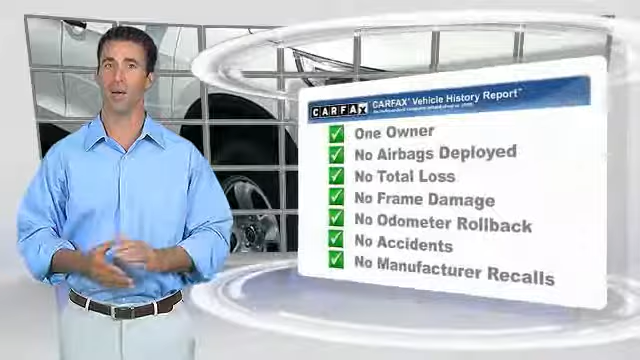 CARFAX
CARFAX® Vehicle History Report™
One Owner
No Airbags Deployed
No Total Loss
No Frame Damage
No Odometer Rollback
No Accidents
No Manufacturer Recalls